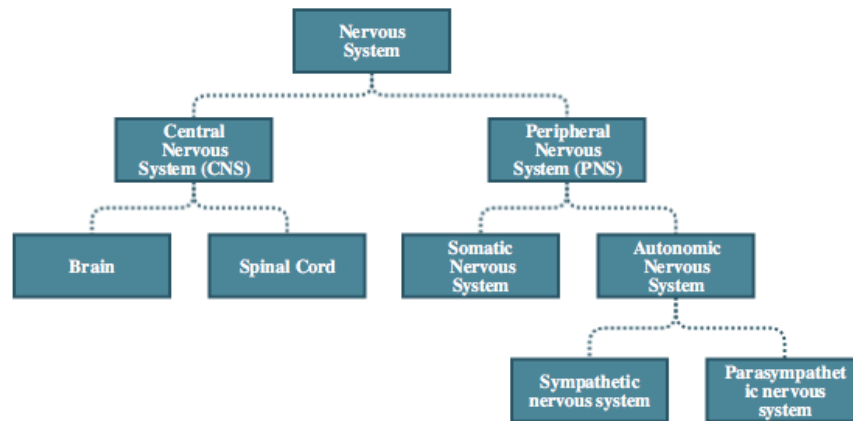 Nervous
System
Central
Nervous
System (CNS)
Peripheral
Nervous
System (PNS)
Brain
Spinal Cord
Somatic
Nervous
System
Autonomic
Nervous
System
Sympathetic
nervous system
Parasympathet
ic nervous
system